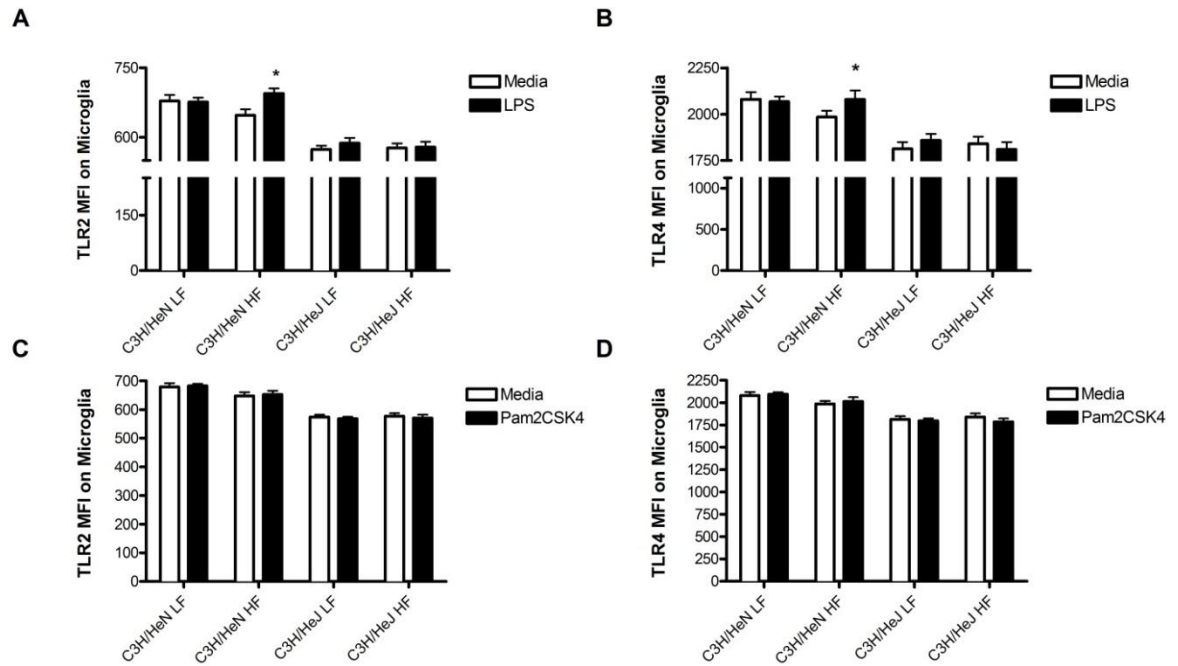 A
TLR2 MFI on Microglia
750
600
150
0
*
Media
LPS
C3H/HeN LF
C3H/HeN HF
C3H/HeJ LF
C3H/HeJ HF
B
TLR4 MFI on Microglia
2250
2000
1750
1000
750
500
250
0
*
Media
LPS
C3H/HeN LF
C3H/HeN HF
C3H/HeJ LF
C3H/HeJ HF
C
TLR2 MFI on Microglia
700
600
500
400
300
200
100
0
Media
Pam2CSK4
C3H/HeN LF
C3H/HeN HF
C3H/HeJ LF
C3H/HeJ HF
D
TLR4 MFI on Microglia
2250
2000
1750
1500
1250
1000
750
500
250
0
Media
Pam2CSK4
C3H/HeN LF
C3H/HeN HF
C3H/HeJ LF
C3H/HeJ HF